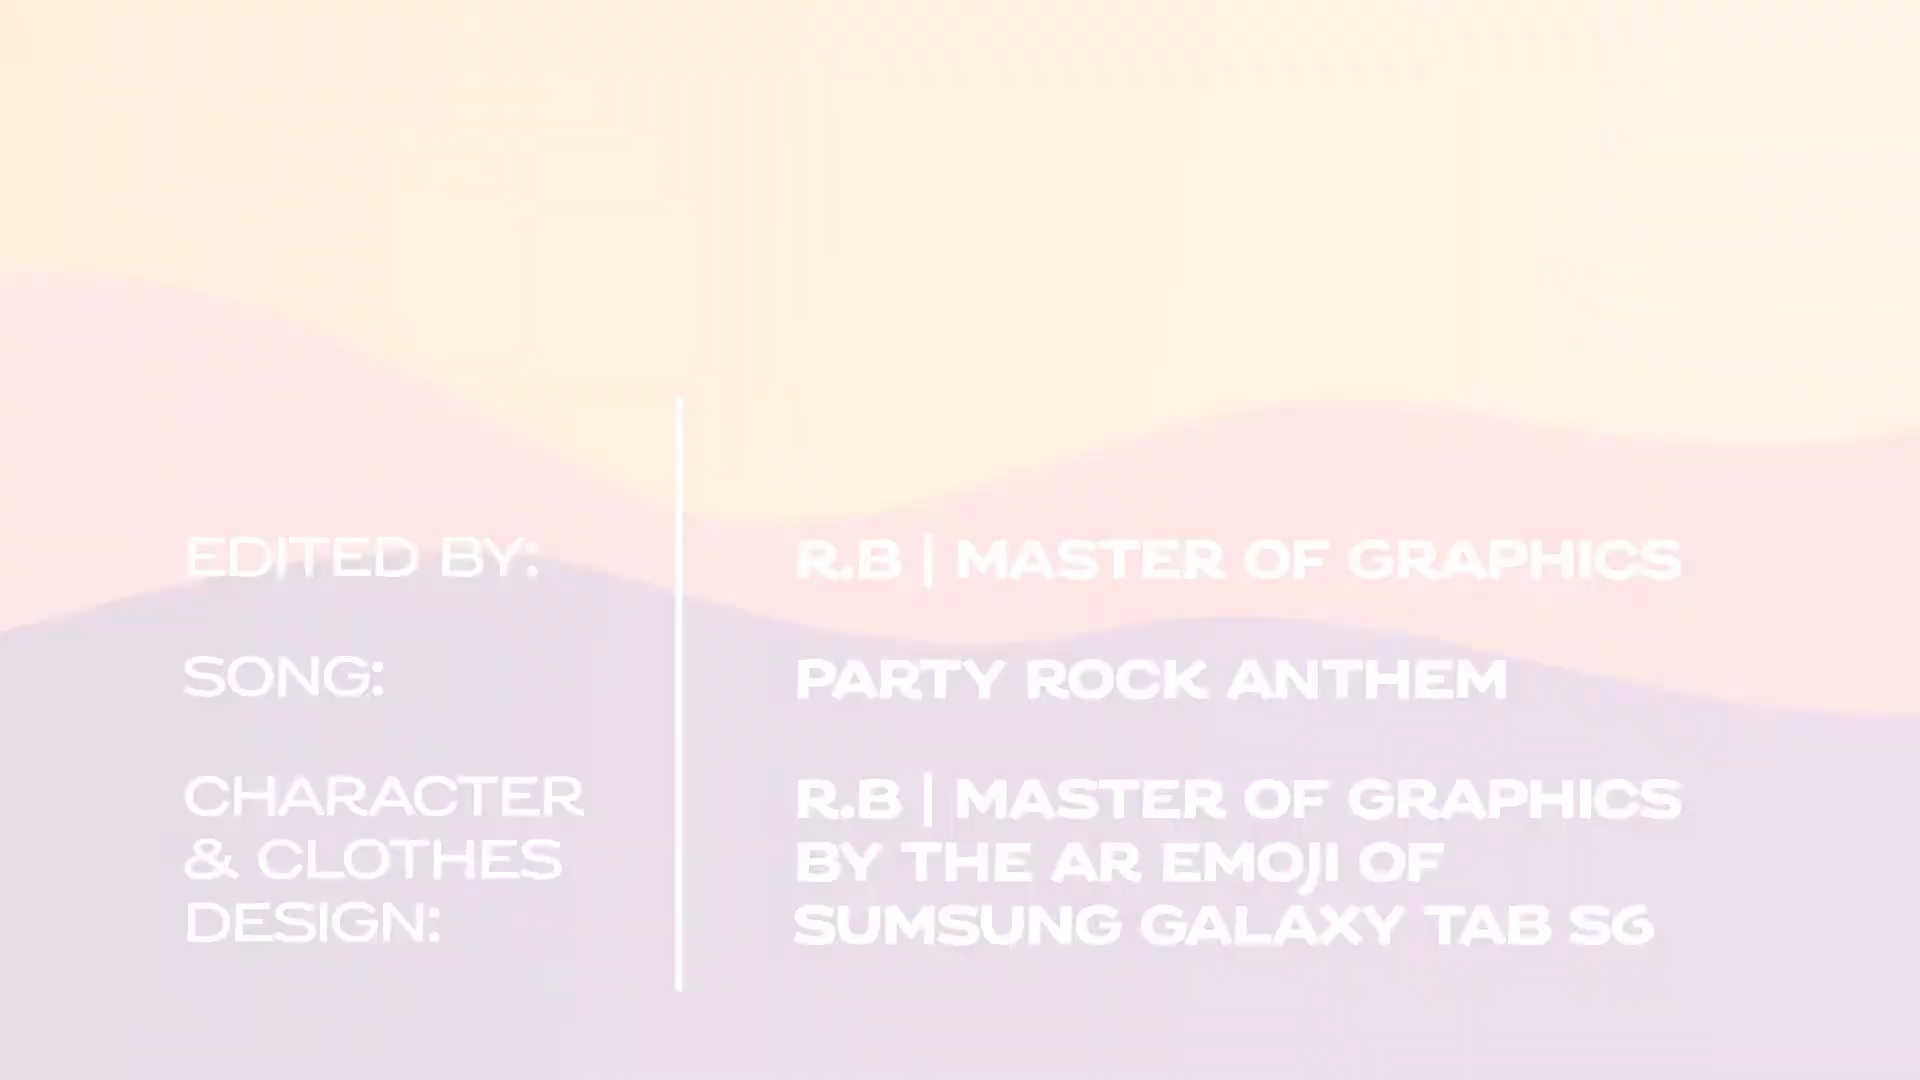 EDITED BY:
R.B | MASTER OF GRAPHICS
SONG:
PARTY ROCK ANTHEM
CHARACTER
& CLOTHES
DESIGN:
R.B | MASTER OF GRAPHICS
BY THE AR EMOJI OF
SUMSUNG GALAXY TAB S6